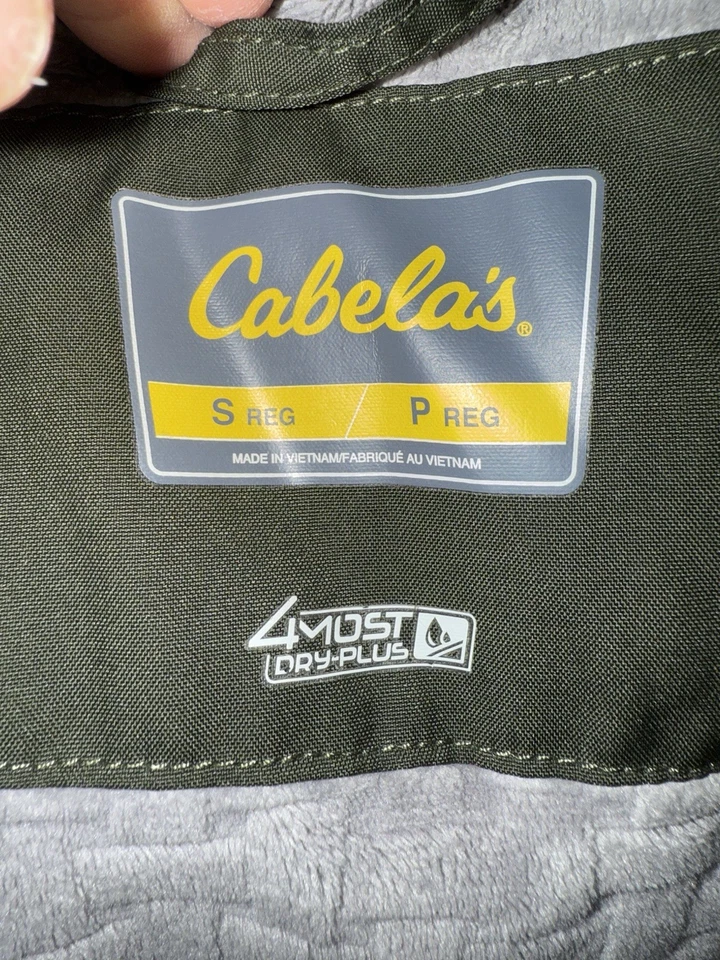 Cabela's®
S REG / P REG
MADE IN VIETNAM/FABRIQUÉ AU VIETNAM
4MOST
DRY-PLUS